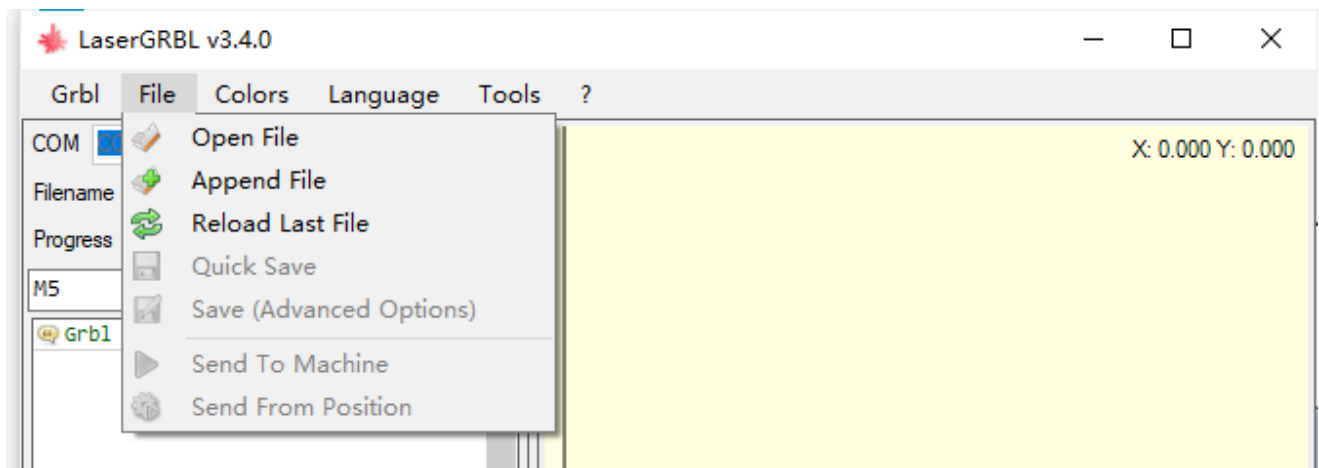 LaserGRBL v3.4.0
Grbl File Colors Language Tools ?
COM
Open File
X: 0.000 Y: 0.000
Filename
Append File
Progress
Reload Last File
Quick Save
M5
Save (Advanced Options)
Grbl
Send To Machine
Send From Position